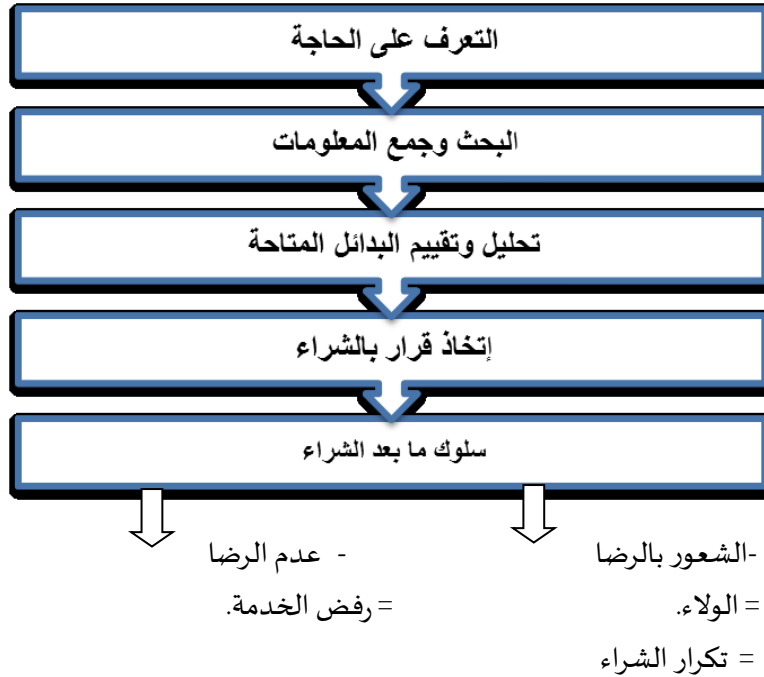 التعرف على الحاجة
البحث وجمع المعلومات
تحليل وتقييم البدائل المتاحة
إتخاذ قرار بالشراء
سلوك ما بعد الشراء
-الشعور بالرضا
= الولاء.
= تكرار الشراء
- عدم الرضا
= رفض الخدمة.